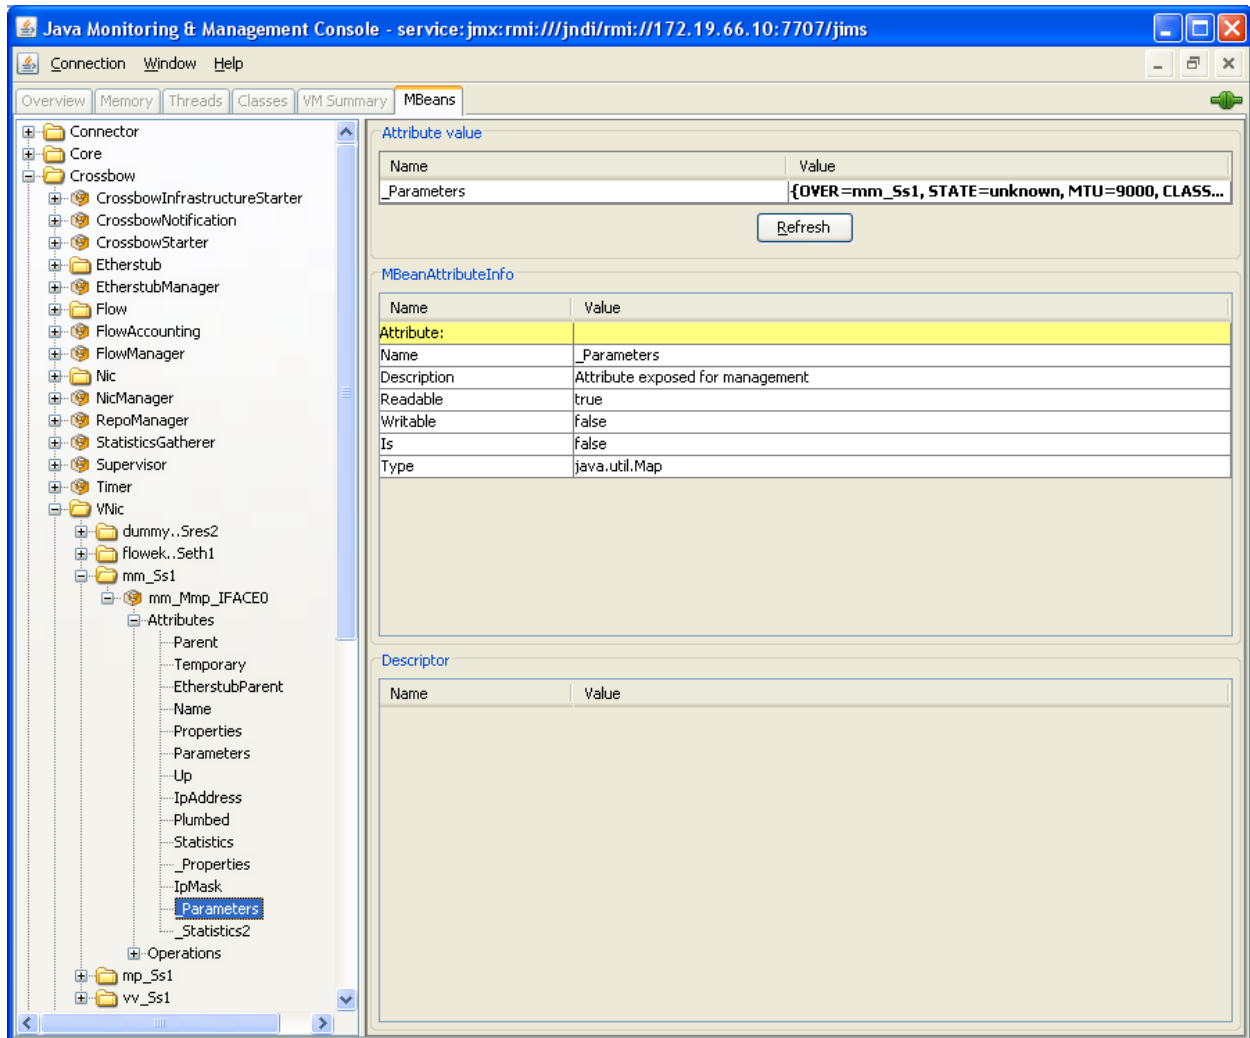 Java Monitoring & Management Console - service:jmx:rmi:///jndi/rmi://172.19.66.10:7707/jims
Connection Window Help
Overview Memory Threads Classes VM Summary MBeans
Connector
Core
Crossbow
CrossbowInfrastructureStarter
CrossbowNotification
CrossbowStarter
Etherstub
EtherstubManager
Flow
FlowAccounting
FlowManager
Nic
NicManager
RepoManager
StatisticsGatherer
Supervisor
Timer
VNic
dummy..Sres2
flowek..Seth1
mm_Ss1
mm_Mmp_IFACE0
Attributes
Parent
Temporary
EtherstubParent
Name
Properties
Parameters
Up
IpAddress
Plumbed
Statistics
_Properties
IpMask
_Parameters
_Statistics2
Operations
mp_Ss1
vv_Ss1
Attribute value
Name Value
_Parameters {OVER=mm_Ss1, STATE=unknown, MTU=9000, CLASS...
Refresh
MBeanAttributeInfo
Name Value
Attribute:
Name _Parameters
Description Attribute exposed for management
Readable true
Writable false
Is false
Type java.util.Map
Descriptor
Name Value